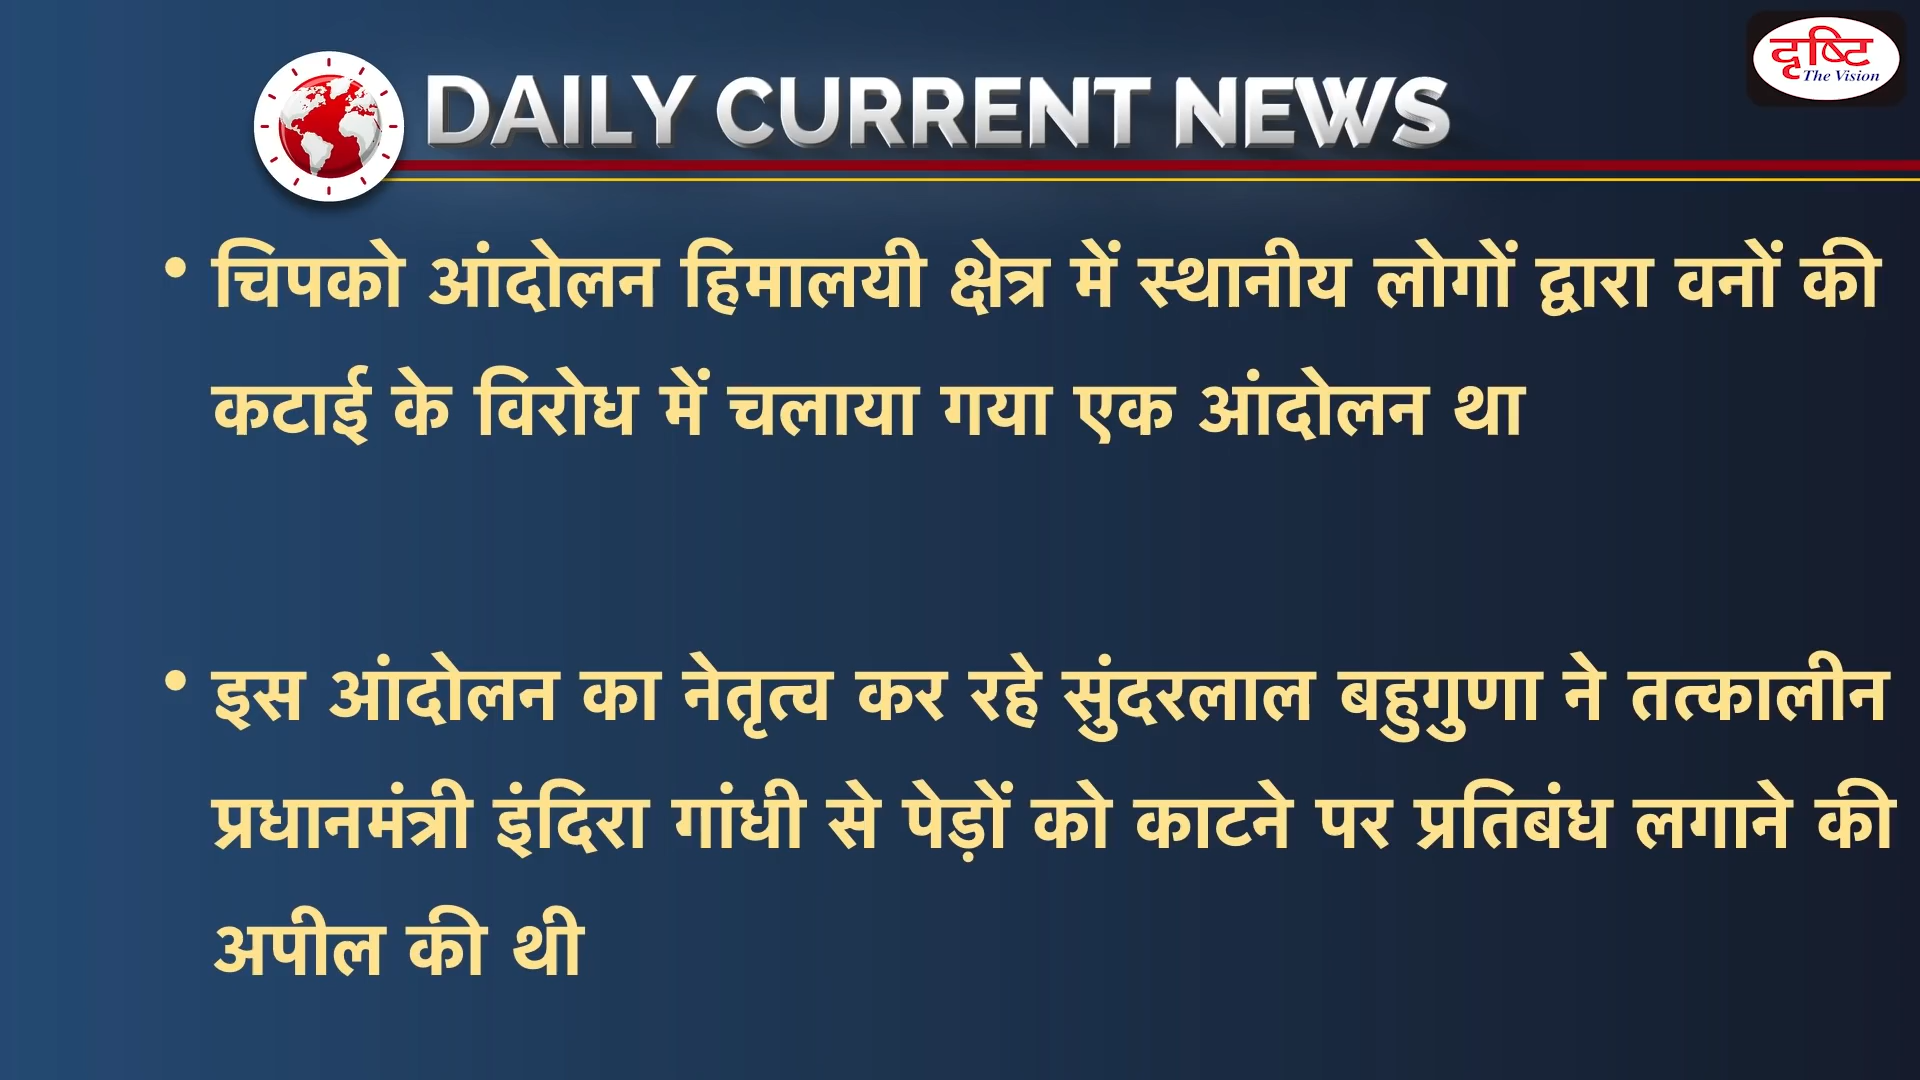 DAILY CURRENT NEWS
दृष्टि
The Vision
• चिपको आंदोलन हिमालयी क्षेत्र में स्थानीय लोगों द्वारा वनों की
कटाई के विरोध में चलाया गया एक आंदोलन था
• इस आंदोलन का नेतृत्व कर रहे सुंदरलाल बहुगुणा ने तत्कालीन
प्रधानमंत्री इंदिरा गांधी से पेड़ों को काटने पर प्रतिबंध लगाने की
अपील की थी